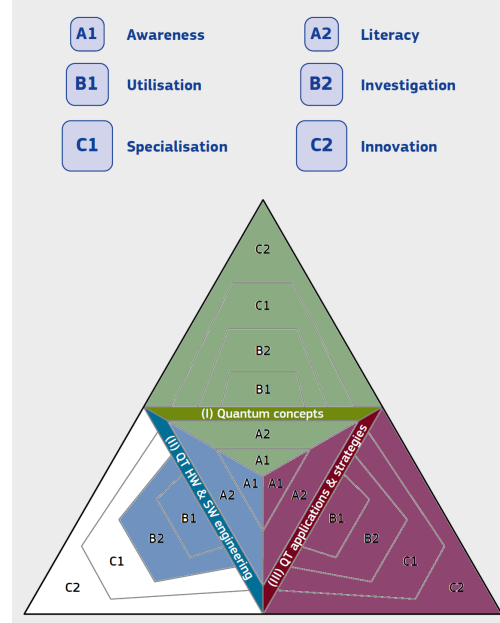 A1 Awareness
A2 Literacy
B1 Utilisation
B2 Investigation
C1 Specialisation
C2 Innovation
C2
C1
B2
B1
(I) Quantum concepts
A2
A1
(II) QT HW & SW engineering
A1
A2
B1
B2
C1
C2
(III) QT applications & strategies
A1
A2
B1
B2
C1
C2